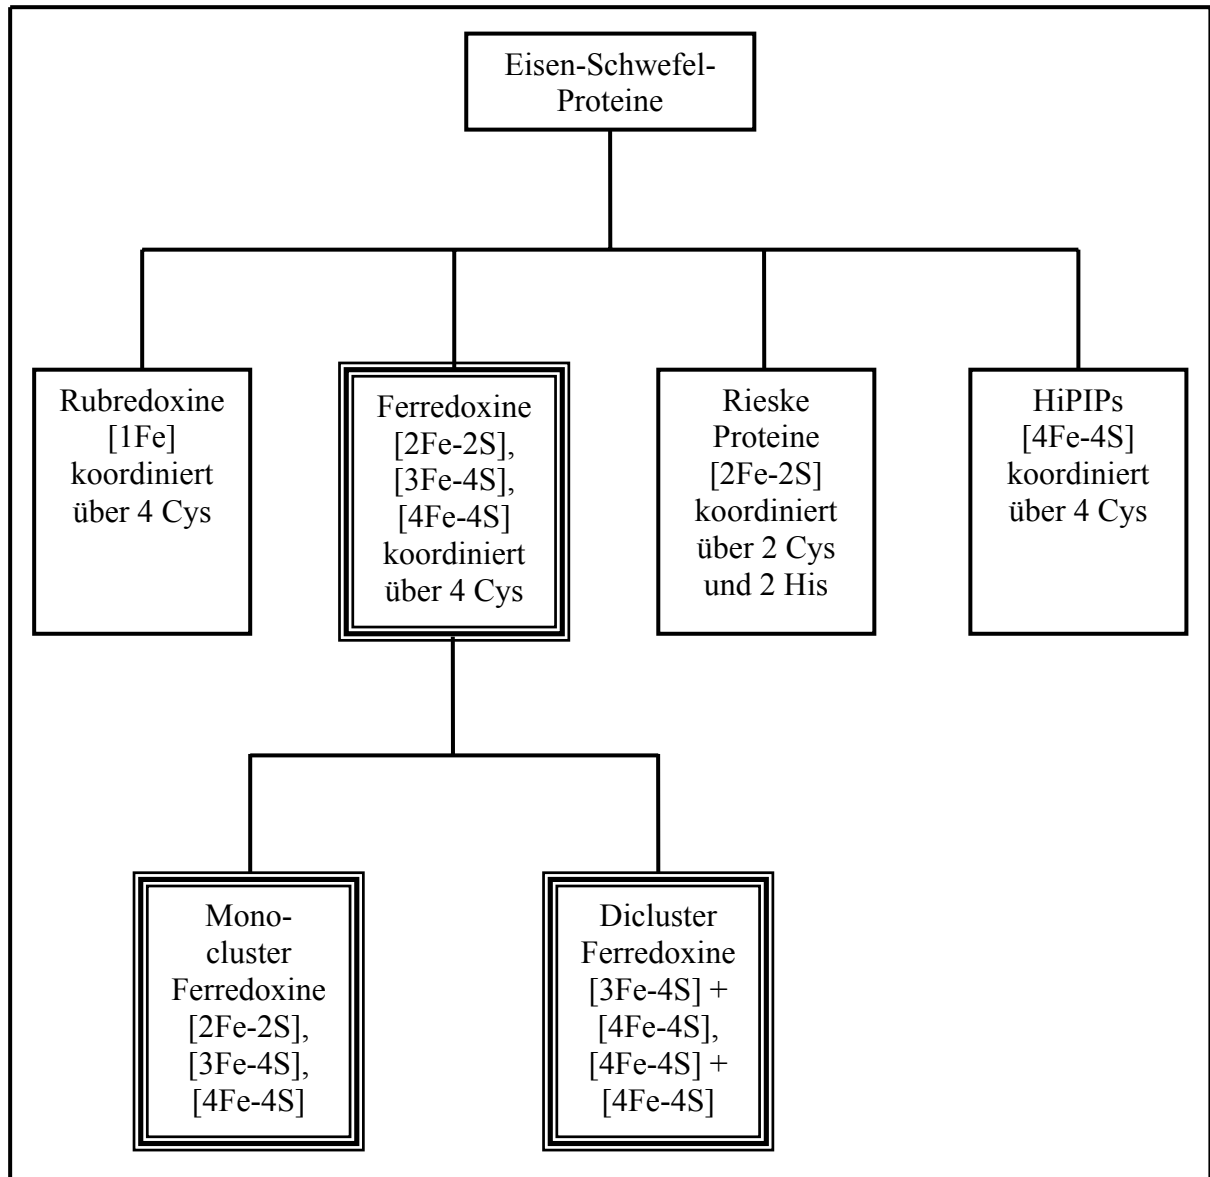 Eisen-Schwefel-
Proteine
Rubredoxine
[1Fe]
koordiniert
über 4 Cys
Ferredoxine
[2Fe-2S],
[3Fe-4S],
[4Fe-4S]
koordiniert
über 4 Cys
Rieske
Proteine
[2Fe-2S]
koordiniert
über 2 Cys
und 2 His
HiPIPs
[4Fe-4S]
koordiniert
über 4 Cys
Mono-
cluster
Ferredoxine
[2Fe-2S],
[3Fe-4S],
[4Fe-4S]
Dicluster
Ferredoxine
[3Fe-4S] +
[4Fe-4S],
[4Fe-4S] +
[4Fe-4S]